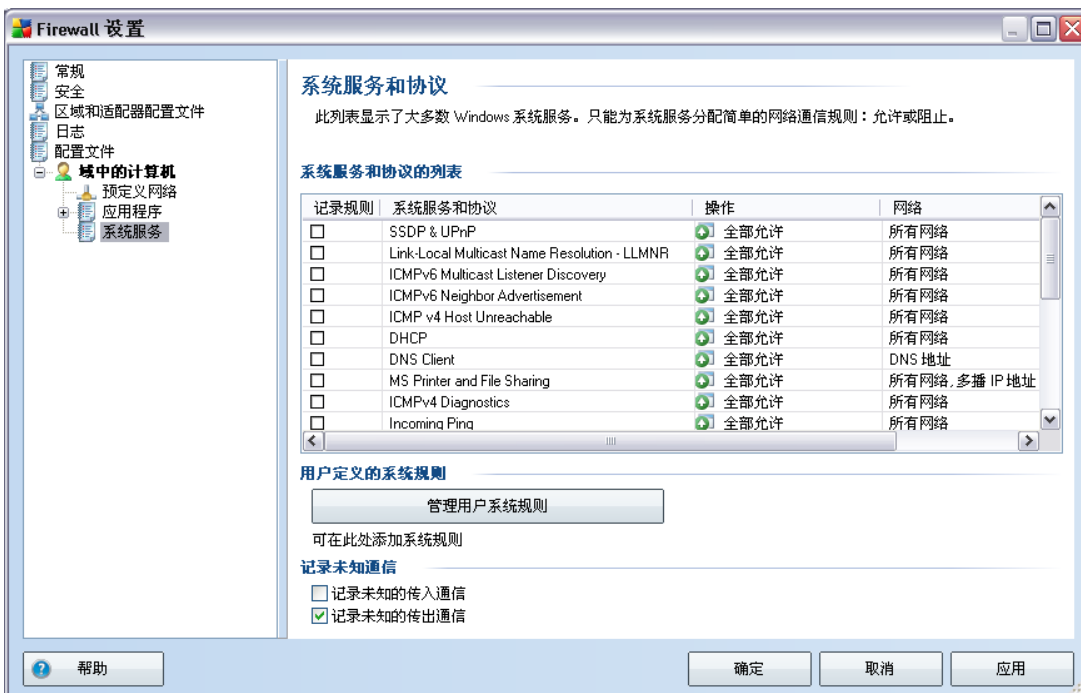 Firewall 设置
常规
安全
区域和适配器配置文件
日志
配置文件
域中的计算机
预定义网络
应用程序
系统服务
系统服务和协议
此列表显示了大多数 Windows 系统服务。只能为系统服务分配简单的网络通信规则：允许或阻止。
系统服务和协议的列表
记录规则 系统服务和协议 操作 网络
SSDP & UPnP 全部允许 所有网络
Link-Local Multicast Name Resolution - LLMNR 全部允许 所有网络
ICMPv6 Multicast Listener Discovery 全部允许 所有网络
ICMPv6 Neighbor Advertisement 全部允许 所有网络
ICMP v4 Host Unreachable 全部允许 所有网络
DHCP 全部允许 所有网络
DNS Client 全部允许 DNS 地址
MS Printer and File Sharing 全部允许 所有网络,多播 IP 地址
ICMPv4 Diagnostics 全部允许 所有网络
Incoming Ping 全部允许 所有网络
用户定义的系统规则
管理用户系统规则
可在此处添加系统规则
记录未知通信
记录未知的传入通信
记录未知的传出通信
帮助 确定 取消 应用